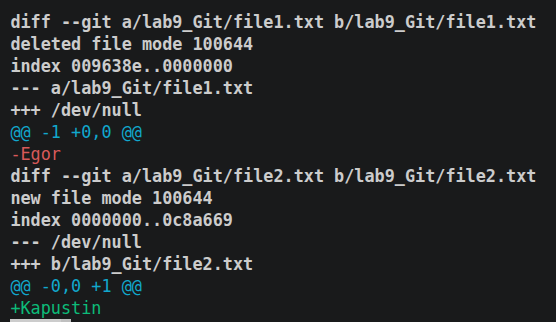 diff --git a/lab9_Git/file1.txt b/lab9_Git/file1.txt
deleted file mode 100644
index 009638e..0000000
--- a/lab9_Git/file1.txt
+++ /dev/null
@@ -1 +0,0 @@
-Egor
diff --git a/lab9_Git/file2.txt b/lab9_Git/file2.txt
new file mode 100644
index 0000000..0c8a669
--- /dev/null
+++ b/lab9_Git/file2.txt
@@ -0,0 +1 @@
+Kapustin